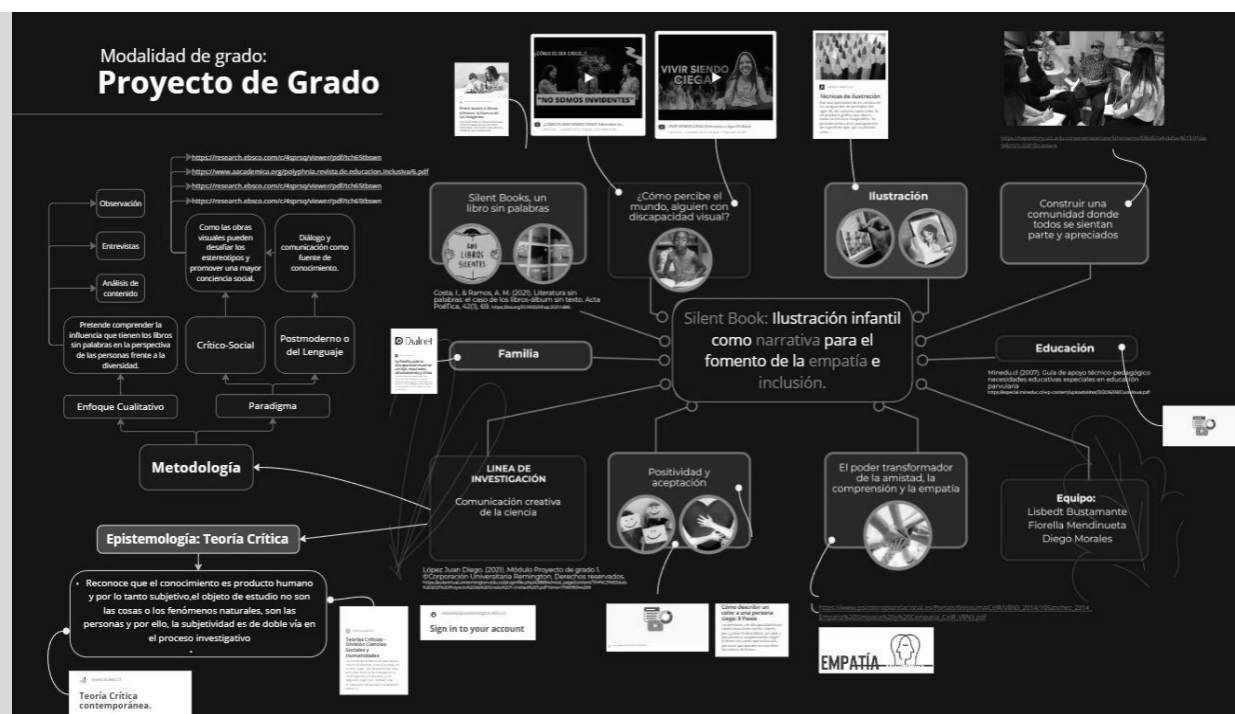 Modalidad de grado:
Proyecto de Grado
https://research.ebsco.com/c/4sprsq/viewer/pdf/tch65tbswn
https://www.aacademica.org/polyphnia.revista.de.educacion.inclusiva/6.pdf
https://research.ebsco.com/c/4sprsq/viewer/pdf/tch65tbswn
https://research.ebsco.com/c/4sprsq/viewer/pdf/tch65tbswn
Observación
Entrevistas
Análisis de
contenido
Como las obras
visuales pueden
desafiar los
estereotipos y
promover una mayor
conciencia social.
Diálogo y
comunicación como
fuente de
conocimiento.
Pretende comprender la
influencia que tienen los libros
sin palabras en la perspectiva
de las personas frente a la
diversidad.
Crítico-Social
Postmoderno o
del Lenguaje
Enfoque Cualitativo
Paradigma
Metodología
Epistemología: Teoría Crítica
• Reconoce que el conocimiento es producto humano
y por lo tanto subjetivo,el objeto de estudio no son
las cosas o los fenómenos naturales, son las
personas y por ello, la subjetividad es de doble vía en
el proceso investigativo
•
Teoría Crítica
contemporánea.
Teorías Críticas -
División Ciencias
Sociales y
Humanidades
¿CÓMO ES SER CIEGO..?
"NO SOMOS INVIDENTES"
VIVIR SIENDO
CIEGA
Técnicas de ilustración
Silent Books, un
libro sin palabras
LIBROS
SILENTES
Costa, I., & Ramos, A. M. (2021). Literatura sin
palabras: el caso de los libros-álbum sin texto. Acta
Poética, 42(1), 69.
¿Cómo percibe el
mundo, alguien con
discapacidad visual?
Ilustración
Construir una
comunidad donde
todos se sientan
parte y apreciados
Silent Book: Ilustración infantil
como narrativa para el
fomento de la empatía e
inclusión.
Dialnet
Familia
Educación
Mineduc (2007). Guía de apoyo técnico-pedagógico
necesidades educativas especiales en educación
parvularia
LINEA DE
INVESTIGACIÓN
Comunicación creativa
de la ciencia
López Juan Diego. (2021). Módulo Proyecto de grado 1.
©Corporación Universitaria Remington. Derechos reservados.
Sign in to your account
Positividad y
aceptación
Cómo describir un
color a una persona
ciega: 8 Pasos
El poder transformador
de la amistad, la
comprensión y la empatía
EMPATÍA
Equipo:
Lisbedt Bustamante
Fiorella Mendinueta
Diego Morales